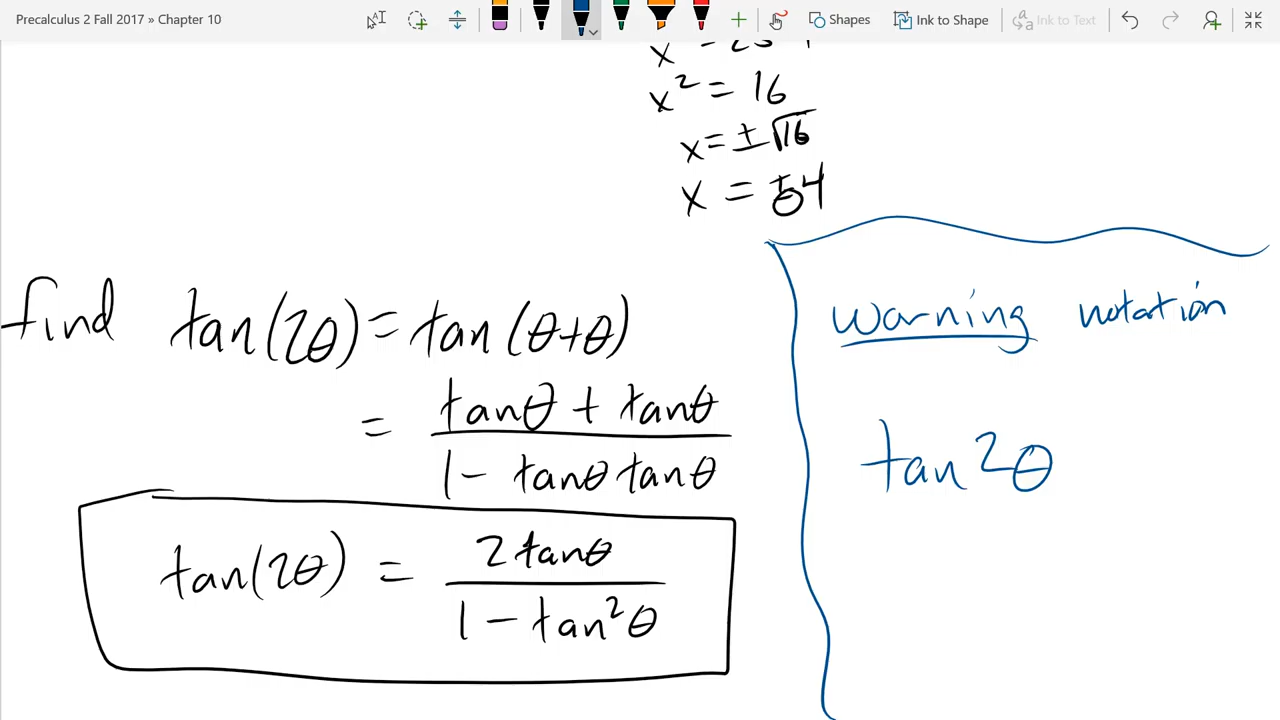 Precalculus 2 Fall 2017 » Chapter 10
Shapes
Ink to Shape
Ink to Text
x² = 16
x = ±√16
x =
find tan(2θ) = tan(θ+θ)
= (tanθ + tanθ)/(1 - tanθ tanθ)
tan(2θ) = (2tanθ)/(1 - tan²θ)
warning notation
tan 2θ